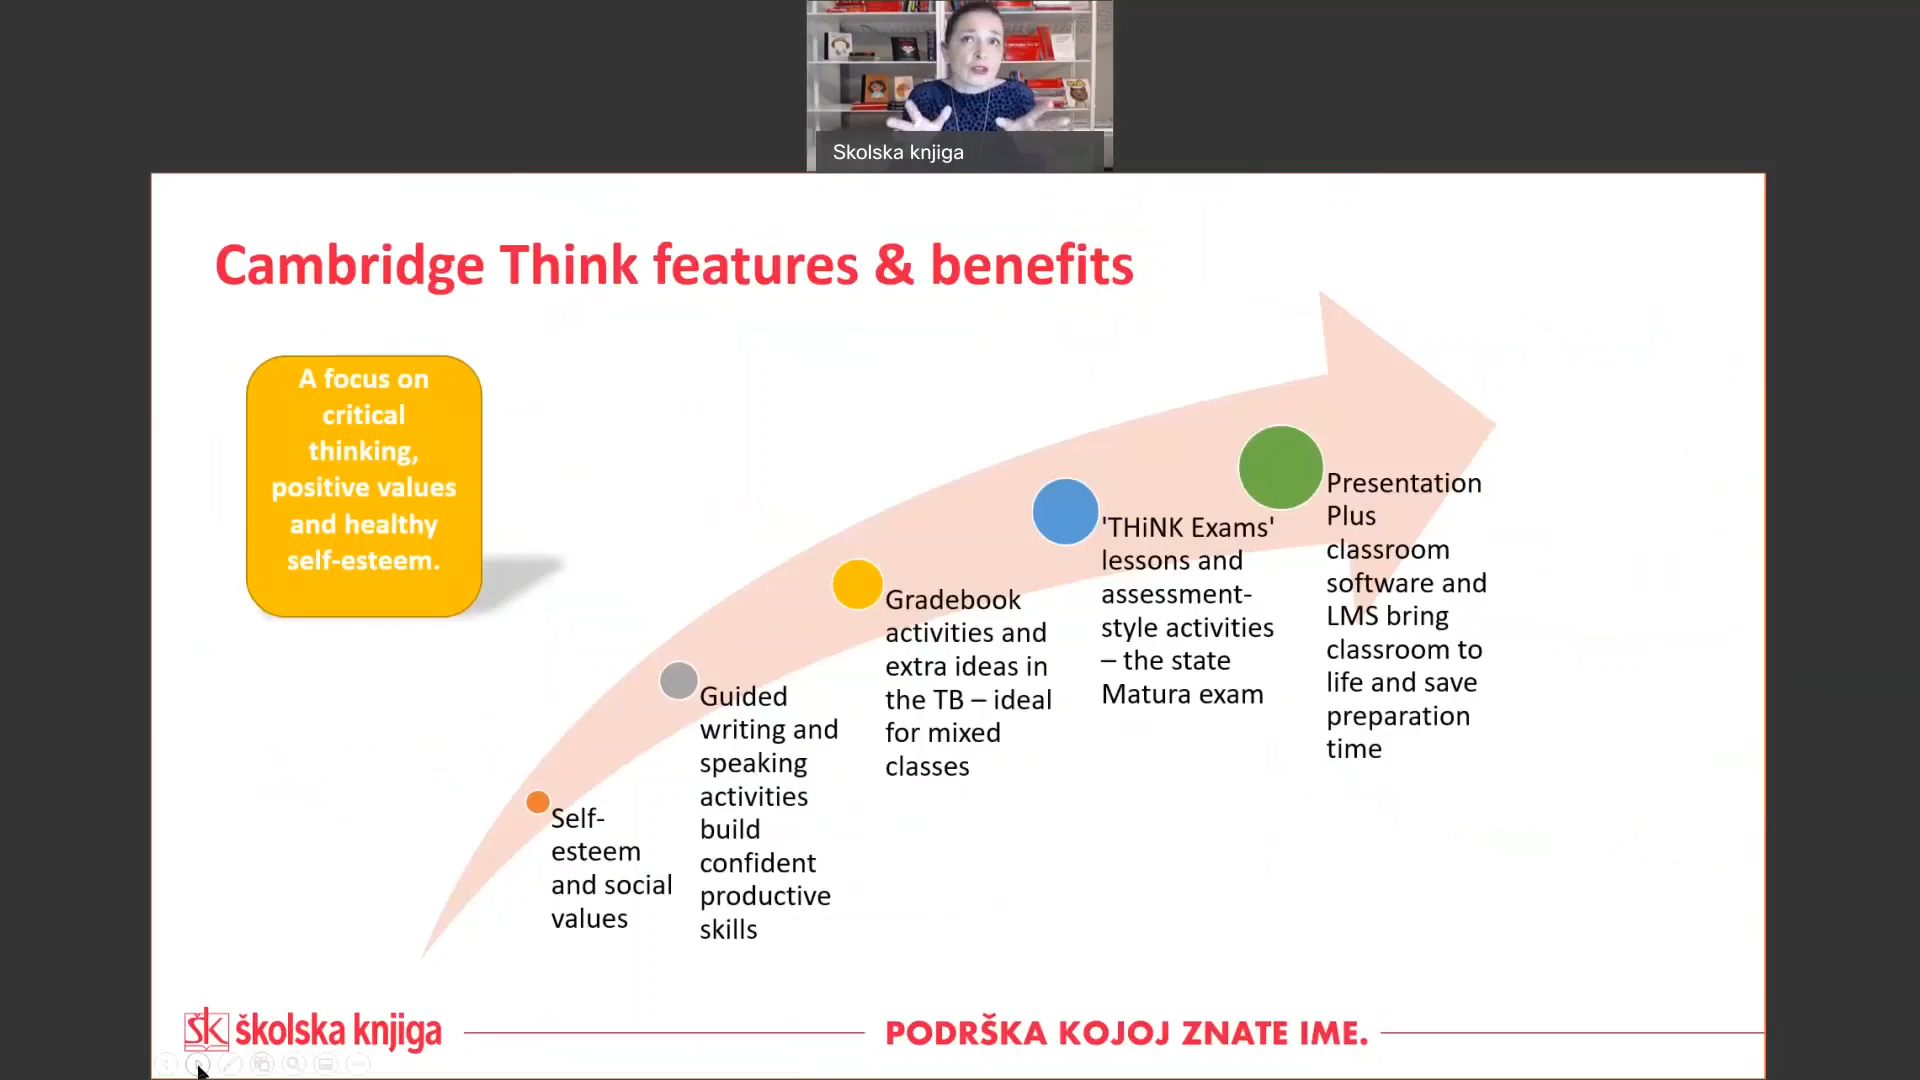 Skolska knjiga
Cambridge Think features & benefits
A focus on
critical
thinking,
positive values
and healthy
self-esteem.
Self-
esteem
and social
values
Guided
writing and
speaking
activities
build
confident
productive
skills
Gradebook
activities and
extra ideas in
the TB – ideal
for mixed
classes
'THiNK Exams'
lessons and
assessment-
style activities
– the state
Matura exam
Presentation
Plus
classroom
software and
LMS bring
classroom to
life and save
preparation
time
ŠK školska knjiga
PODRŠKA KOJOJ ZNATE IME.